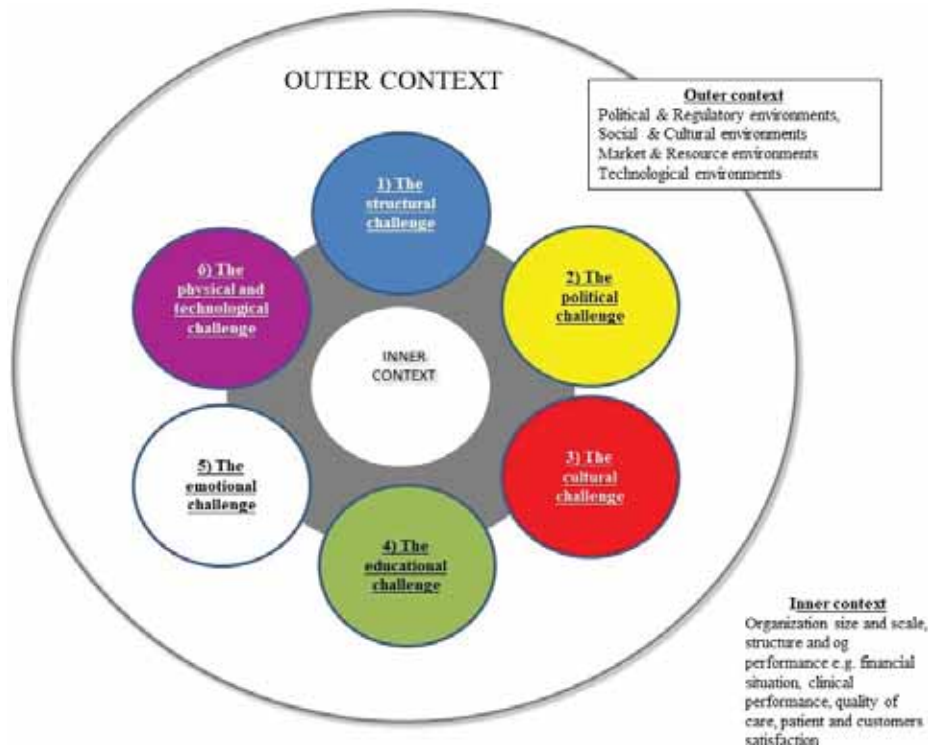 OUTER CONTEXT
Outer context
Political & Regulatory environments,
Social & Cultural environments
Market & Resource environments
Technological environments
1) The
structural
challenge
2) The
political
challenge
3) The
cultural
challenge
4) The
educational
challenge
5) The
emotional
challenge
6) The
physical and
technological
challenge
INNER
CONTEXT
Inner context
Organization size and scale,
structure and og
performance e.g. financial
situation, clinical
performance, quality of
care, patient and customers
satisfaction